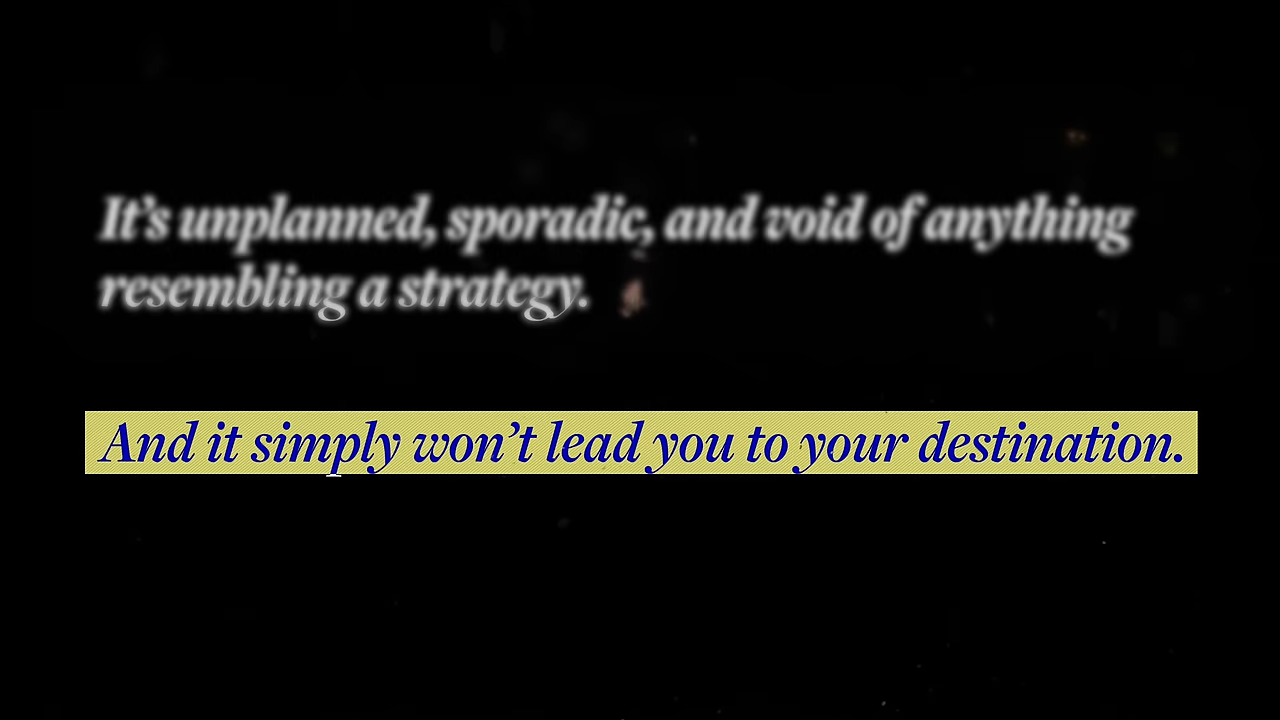 It’s unplanned, sporadic, and void of anything
resembling a strategy.
And it simply won’t lead you to your destination.